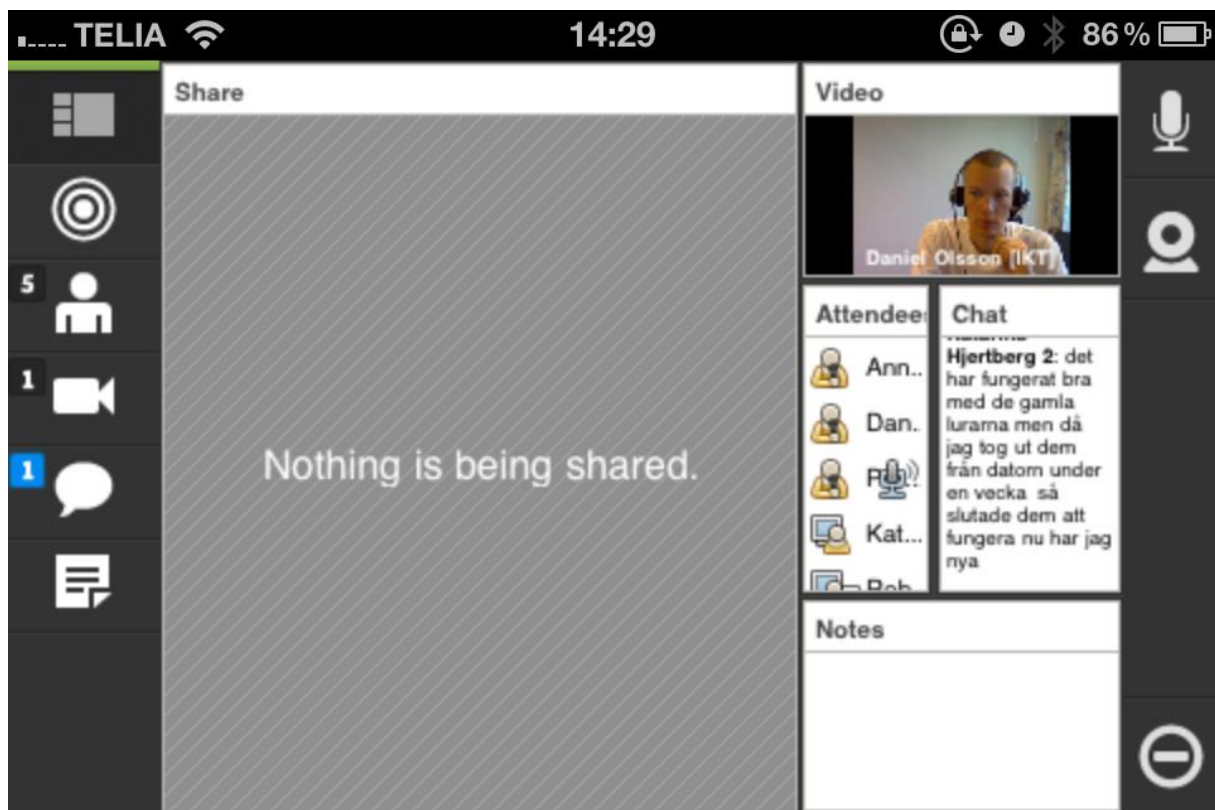 TELIA 14:29 86%
Share
Nothing is being shared.
Video
Daniel Olsson [IKT]
Attendees
Ann..
Dan.
Kat...
Chat
Hjertberg 2: det
har fungerat bra
med de gamla
lurarna men då
jag tog ut dem
från datorn under
en vecka så
slutade dem att
fungera nu har jag
nya
Notes
5
1
1